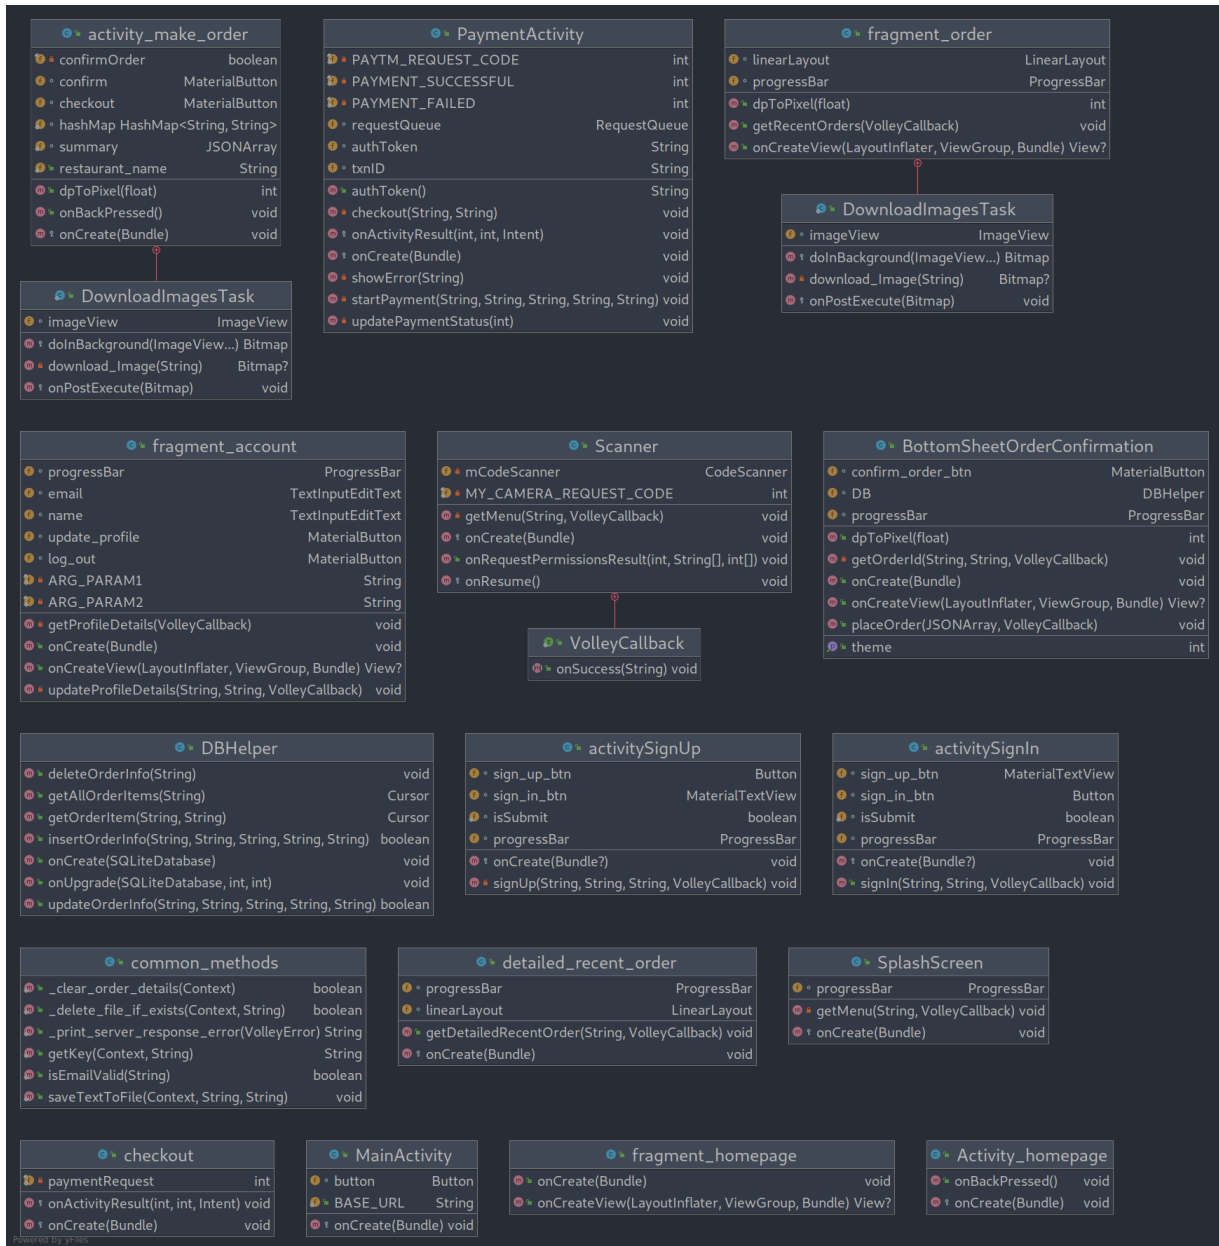 activity_make_order
confirmOrder boolean
confirm MaterialButton
checkout MaterialButton
hashMap HashMap<String, String>
summary JSONArray
restaurant_name String
dpToPixel(float) int
onBackPressed() void
onCreate(Bundle) void
DownloadImagesTask
imageView ImageView
doInBackground(ImageView...) Bitmap
download_Image(String) Bitmap?
onPostExecute(Bitmap) void
PaymentActivity
PAYTM_REQUEST_CODE int
PAYMENT_SUCCESSFUL int
PAYMENT_FAILED int
requestQueue RequestQueue
authToken String
txnID String
authToken() String
checkout(String, String) void
onActivityResult(int, int, Intent) void
onCreate(Bundle) void
showError(String) void
startPayment(String, String, String, String, String) void
updatePaymentStatus(int) void
fragment_order
linearLayout LinearLayout
progressBar ProgressBar
dpToPixel(float) int
getRecentOrders(VolleyCallback) void
onCreateView(LayoutInflater, ViewGroup, Bundle) View?
DownloadImagesTask
imageView ImageView
doInBackground(ImageView...) Bitmap
download_Image(String) Bitmap?
onPostExecute(Bitmap) void
fragment_account
progressBar ProgressBar
email TextInputEditText
name TextInputEditText
update_profile MaterialButton
log_out MaterialButton
ARG_PARAM1 String
ARG_PARAM2 String
getProfileDetails(VolleyCallback) void
onCreate(Bundle) void
onCreateView(LayoutInflater, ViewGroup, Bundle) View?
updateProfileDetails(String, String, VolleyCallback) void
Scanner
mCodeScanner CodeScanner
MY_CAMERA_REQUEST_CODE int
getMenu(String, VolleyCallback) void
onCreate(Bundle) void
onRequestPermissionsResult(int, String[], int[]) void
onResume() void
VolleyCallback
onSuccess(String) void
BottomSheetOrderConfirmation
confirm_order_btn MaterialButton
DB DBHelper
progressBar ProgressBar
dpToPixel(float) int
getOrderId(String, String, VolleyCallback) void
onCreate(Bundle) void
onCreateView(LayoutInflater, ViewGroup, Bundle) View?
placeOrder(JSONArray, VolleyCallback) void
theme int
DBHelper
deleteOrderInfo(String) void
getAllOrderItems(String) Cursor
getOrderItem(String, String) Cursor
insertOrderInfo(String, String, String, String, String) boolean
onCreate(SQLiteDatabase) void
onUpgrade(SQLiteDatabase, int, int) void
updateOrderInfo(String, String, String, String, String) boolean
activitySignUp
sign_up_btn Button
sign_in_btn MaterialTextView
isSubmit boolean
progressBar ProgressBar
onCreate(Bundle?) void
signUp(String, String, String, VolleyCallback) void
activitySignIn
sign_up_btn MaterialTextView
sign_in_btn Button
isSubmit boolean
progressBar ProgressBar
onCreate(Bundle?) void
signIn(String, String, VolleyCallback) void
common_methods
_clear_order_details(Context) boolean
_delete_file_if_exists(Context, String) boolean
_print_server_response_error(VolleyError) String
getKey(Context, String) String
isEmailValid(String) boolean
saveTextToFile(Context, String, String) void
detailed_recent_order
progressBar ProgressBar
linearLayout LinearLayout
getDetailedRecentOrder(String, VolleyCallback) void
onCreate(Bundle) void
SplashScreen
progressBar ProgressBar
getMenu(String, VolleyCallback) void
onCreate(Bundle) void
checkout
paymentRequest int
onActivityResult(int, int, Intent) void
onCreate(Bundle) void
MainActivity
button Button
BASE_URL String
onCreate(Bundle) void
fragment_homepage
onCreate(Bundle) void
onCreateView(LayoutInflater, ViewGroup, Bundle) View?
Activity_homepage
onBackPressed() void
onCreate(Bundle) void
Powered by yFiles